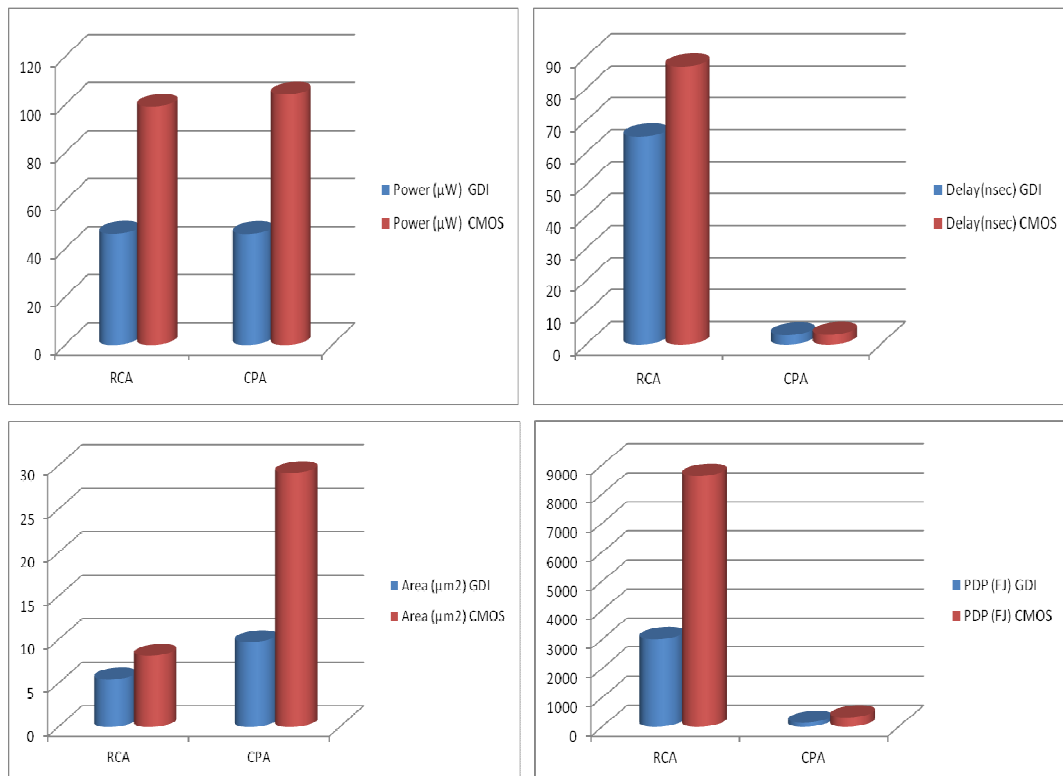 120
100
80
60
40
20
0
RCA
CPA
Power (µW) GDI
Power (µW) CMOS
90
80
70
60
50
40
30
20
10
0
RCA
CPA
Delay(nsec) GDI
Delay(nsec) CMOS
30
25
20
15
10
5
0
RCA
CPA
Area (µm2) GDI
Area (µm2) CMOS
9000
8000
7000
6000
5000
4000
3000
2000
1000
0
RCA
CPA
PDP (FJ) GDI
PDP (FJ) CMOS